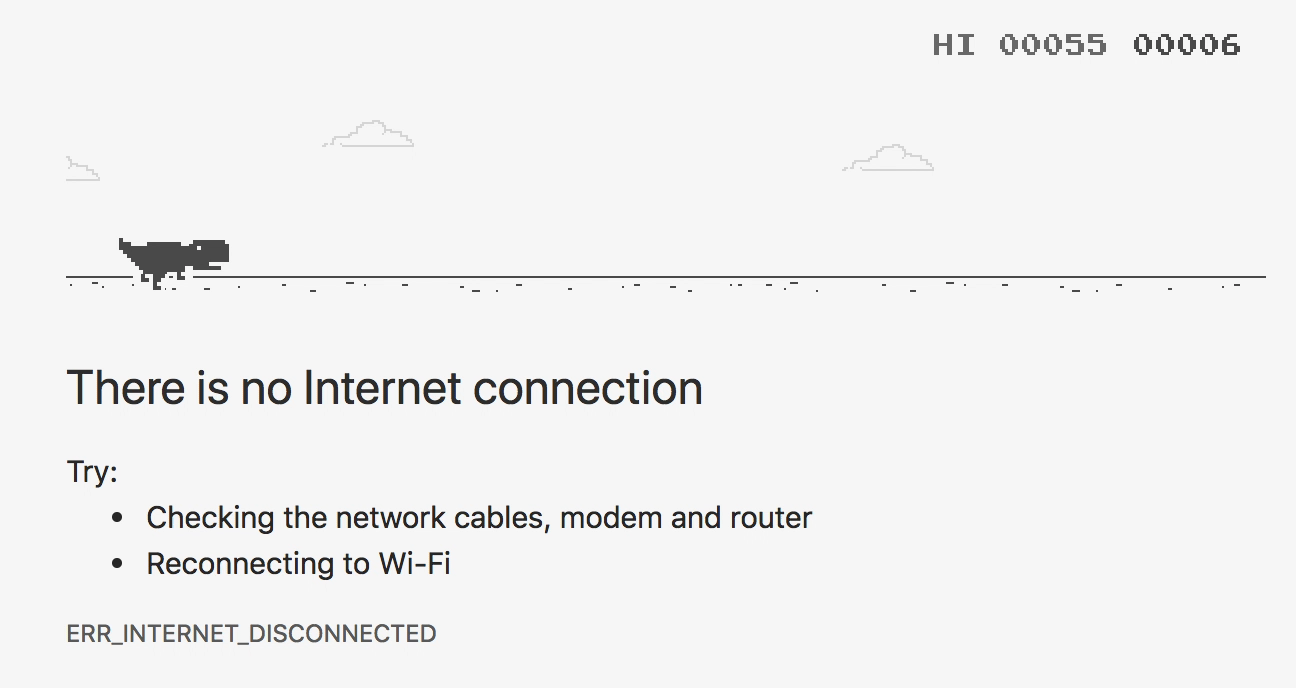 HI 00055 00006
There is no Internet connection
Try:
• Checking the network cables, modem and router
• Reconnecting to Wi-Fi
ERR_INTERNET_DISCONNECTED